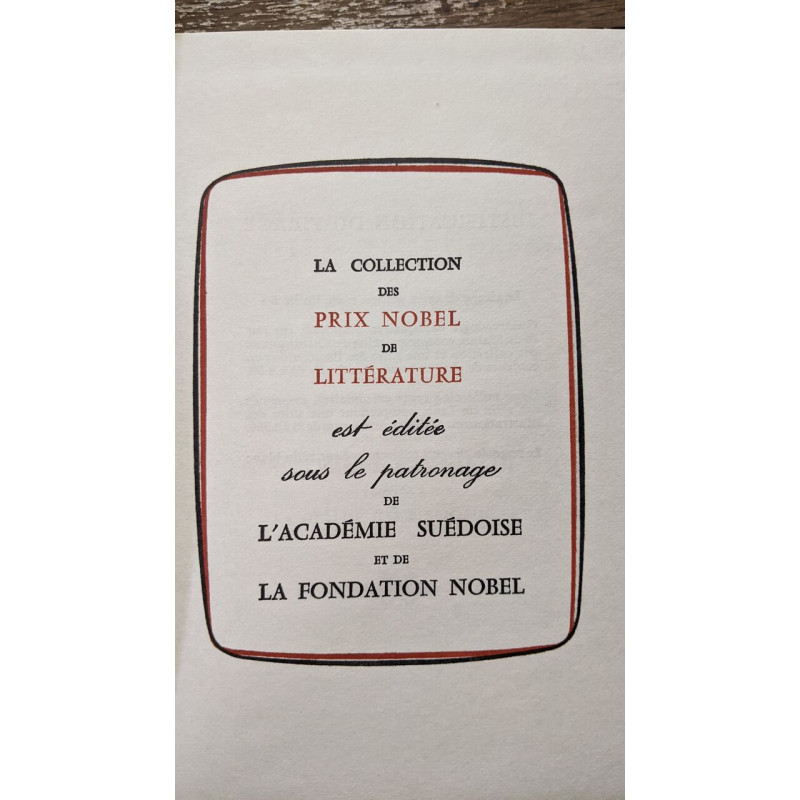 LA COLLECTION
DES
PRIX NOBEL
DE
LITTÉRATURE
est éditée
sous le patronage
DE
L'ACADÉMIE SUÉDOISE
ET DE
LA FONDATION NOBEL